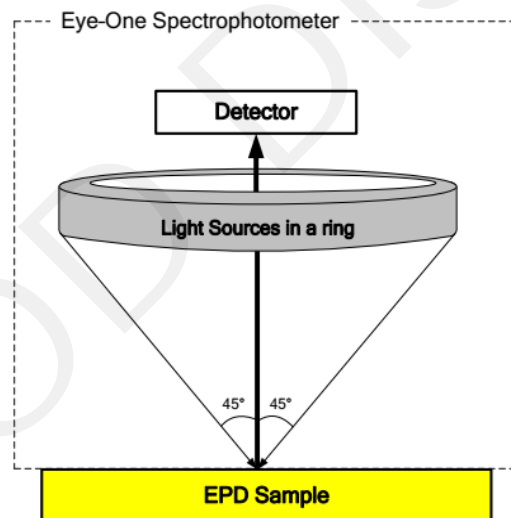 Eye-One Spectrophotometer
Detector
Light Sources in a ring
45° 45°
EPD Sample